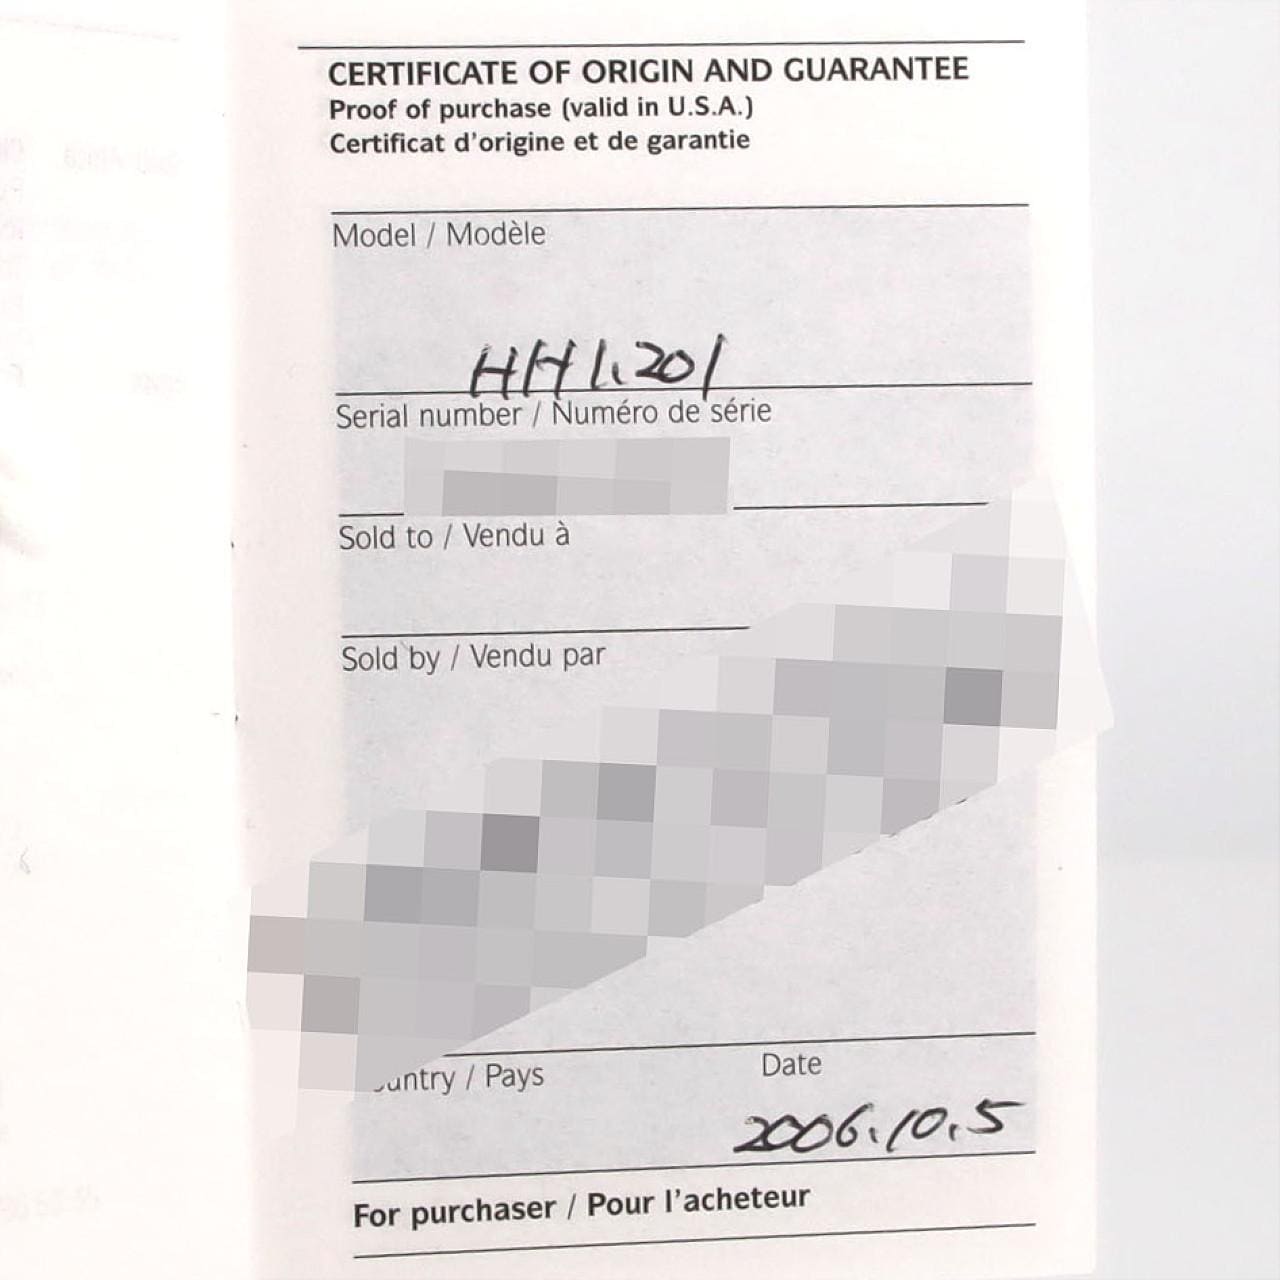 CERTIFICATE OF ORIGIN AND GUARANTEE
Proof of purchase (valid in U.S.A.)
Certificat d'origine et de garantie
Model / Modèle
HH1.201
Serial number / Numéro de série
Sold to / Vendu à
Sold by / Vendu par
untry / Pays
Date
2006.10.5
For purchaser / Pour l'acheteur